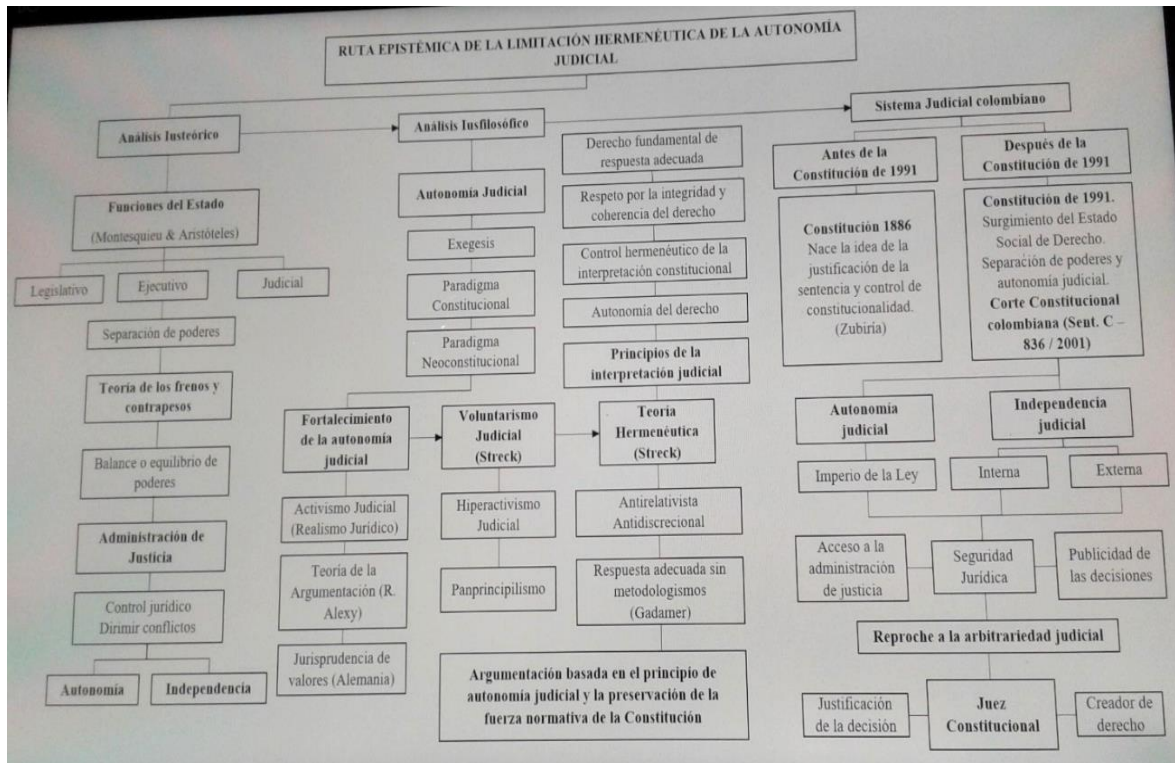 RUTA EPISTÉMICA DE LA LIMITACIÓN HERMENÉUTICA DE LA AUTONOMÍA
JUDICIAL
Análisis Iusteórico
Funciones del Estado
(Montesquieu & Aristóteles)
Legislativo
Ejecutivo
Judicial
Separación de poderes
Teoría de los frenos y
contrapesos
Balance o equilibrio de
poderes
Administración de
Justicia
Control jurídico
Dirimir conflictos
Autonomía
Independencia
Análisis Iusfilosófico
Autonomía Judicial
Exegesis
Paradigma
Constitucional
Paradigma
Neoconstitucional
Fortalecimiento
de la autonomía
judicial
Activismo Judicial
(Realismo Jurídico)
Teoría de la
Argumentación (R.
Alexy)
Jurisprudencia de
valores (Alemania)
Voluntarismo
Judicial
(Streck)
Hiperactivismo
Judicial
Panprincipilismo
Derecho fundamental de
respuesta adecuada
Respeto por la integridad y
coherencia del derecho
Control hermenéutico de la
interpretación constitucional
Autonomía del derecho
Principios de la
interpretación judicial
Teoría
Hermenéutica
(Streck)
Antirelativista
Antidiscrecional
Respuesta adecuada sin
metodologismos
(Gadamer)
Argumentación basada en el principio de
autonomía judicial y la preservación de la
fuerza normativa de la Constitución
Sistema Judicial colombiano
Antes de la
Constitución de 1991
Constitución 1886
Nace la idea de la
justificación de la
sentencia y control de
constitucionalidad.
(Zubiría)
Después de la
Constitución de 1991
Constitución de 1991.
Surgimiento del Estado
Social de Derecho.
Separación de poderes y
autonomía judicial.
Corte Constitucional
colombiana (Sent. C –
836 / 2001)
Autonomía
judicial
Independencia
judicial
Imperio de la Ley
Interna
Externa
Acceso a la
administración
de justicia
Seguridad
Jurídica
Publicidad de
las decisiones
Reproche a la arbitrariedad judicial
Justificación
de la decisión
Juez
Constitucional
Creador de
derecho